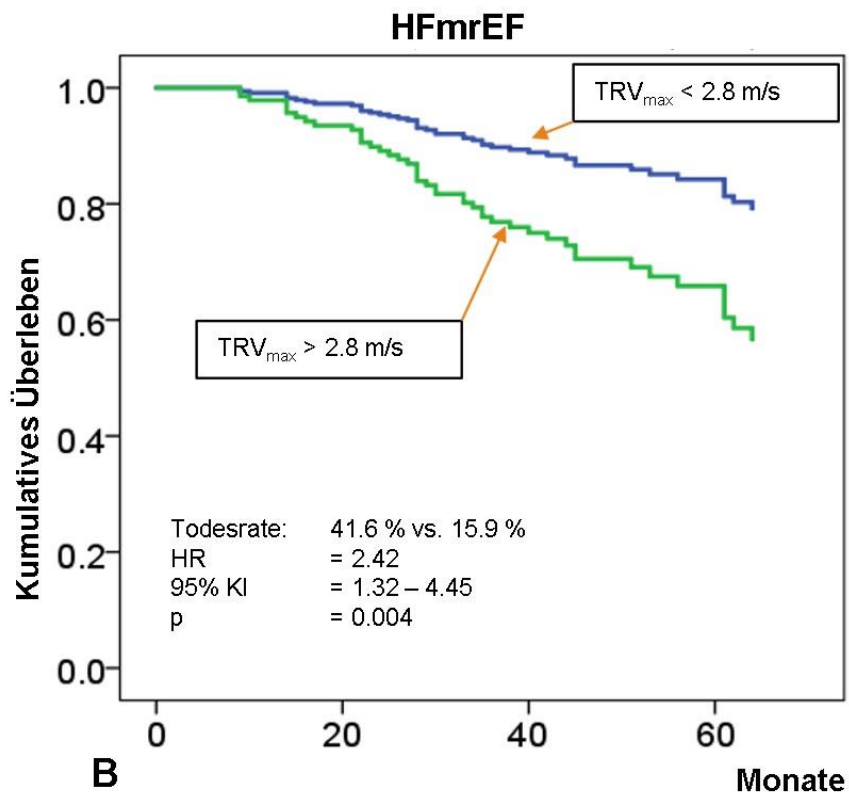 HFmrEF
TRVmax < 2.8 m/s
TRVmax > 2.8 m/s
Kumulatives Überleben
1.0
0.8
0.6
0.4
0.2
0.0
Todesrate: 41.6 % vs. 15.9 %
HR = 2.42
95% KI = 1.32 – 4.45
p = 0.004
0 20 40 60
B
Monate